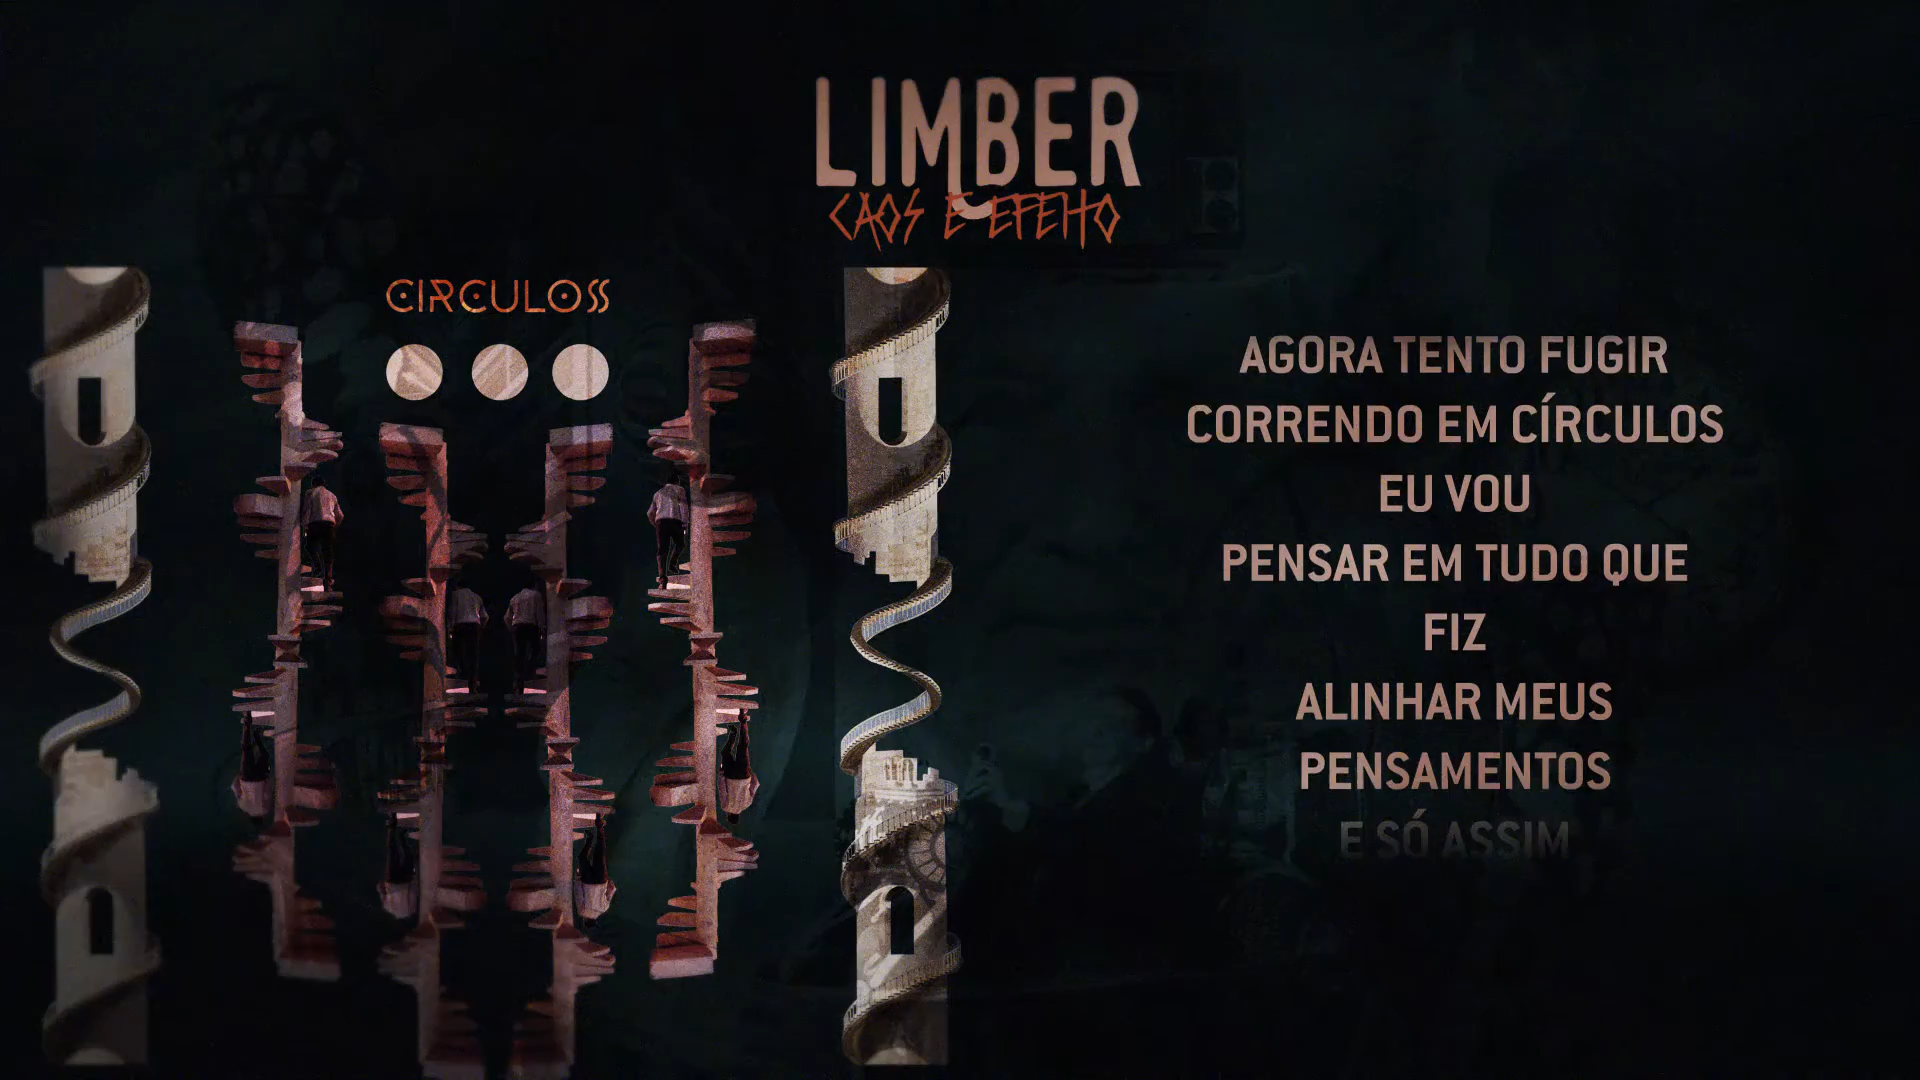 LIMBER
CAOS E EFEITO
CIRCULOSS
AGORA TENTO FUGIR
CORRENDO EM CÍRCULOS
EU VOU
PENSAR EM TUDO QUE
FIZ
ALINHAR MEUS
PENSAMENTOS
E SÓ ASSIM